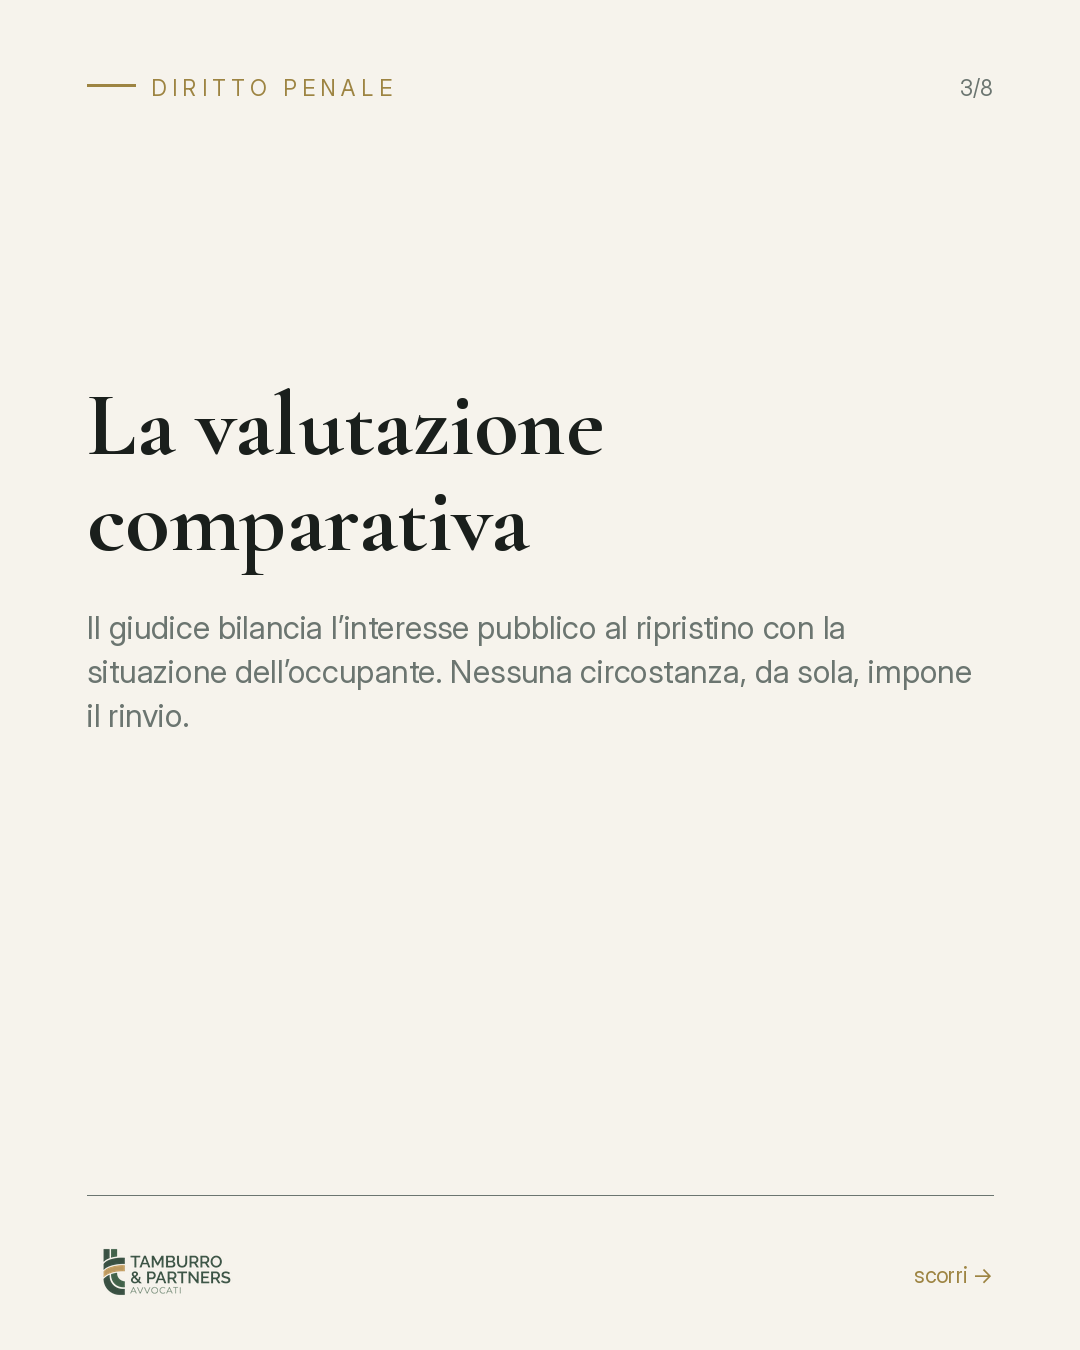 DIRITTO PENALE
3/8
La valutazione
comparativa
Il giudice bilancia l’interesse pubblico al ripristino con la
situazione dell’occupante. Nessuna circostanza, da sola, impone
il rinvio.
TAMBURRO
& PARTNERS
AVVOCATI
scorri →